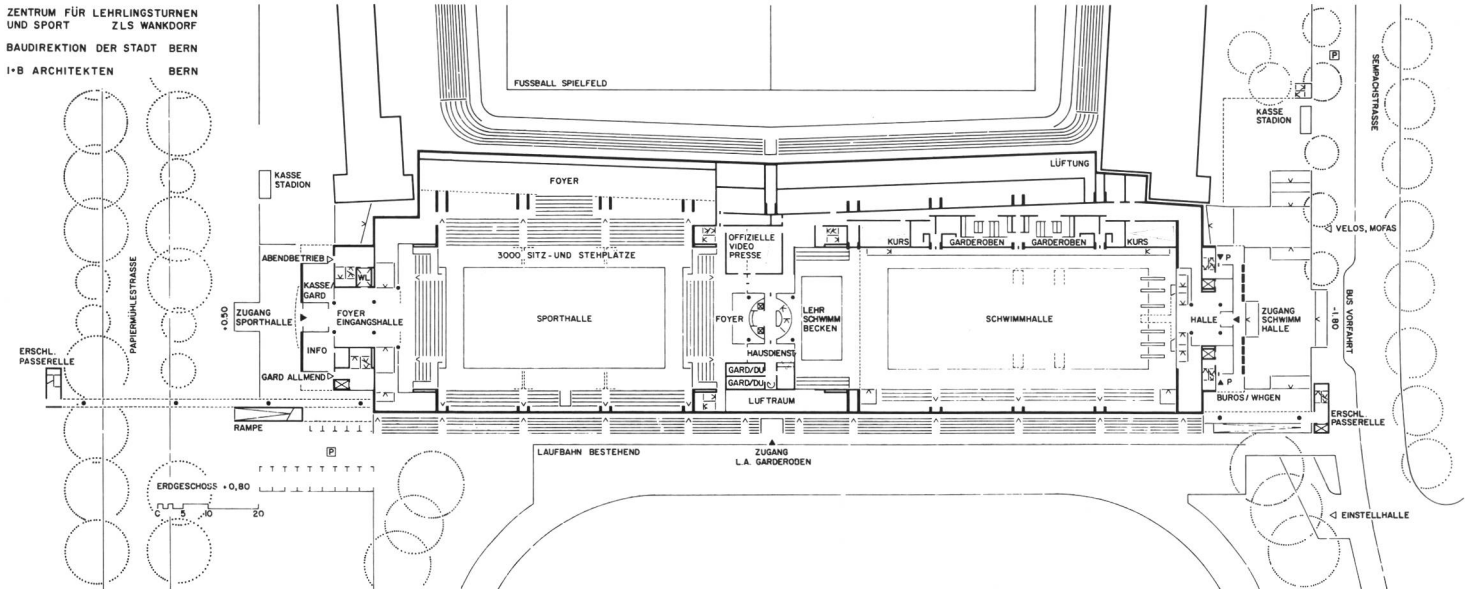 ZENTRUM FÜR LEHRLINGSTURNEN
UND SPORT ZLS WANKDORF
BAUDIREKTION DER STADT BERN
I+B ARCHITEKTEN BERN
FUSSBALL SPIELFELD
P
SEMPACHSTRASSE
KASSE
STADION
KASSE
STADION
FOYER
LÜFTUNG
VELOS, MOFAS
ABENDBETRIEB
WL
KASSE/
GARD
3000 SITZ- UND STEHPLÄTZE
OFFIZIELLE
VIDEO
PRESSE
KURS
GARDEROBEN
GARDEROBEN
KURS
P
PAPIERMÜHLESTRASSE
+0.50
ZUGANG
SPORTHALLE
FOYER
EINGANGSHALLE
SPORTHALLE
FOYER
LEHR
SCHWIMM
BECKEN
SCHWIMMHALLE
HALLE
ZUGANG
SCHWIMM
HALLE
-1.80
BUS VORFAHRT
INFO
HAUSDIENST
ERSCHL.
PASSERELLE
GARD ALLMEND
GARD/DU
GARD/DU
LUFTRAUM
P
BUROS / WHGEN
ERSCHL.
PASSERELLE
RAMPE
P
LAUFBAHN BESTEHEND
ZUGANG
L.A. GARDERODEN
ERDGESCHOSS +0,80
0 5 10 20
EINSTELLHALLE